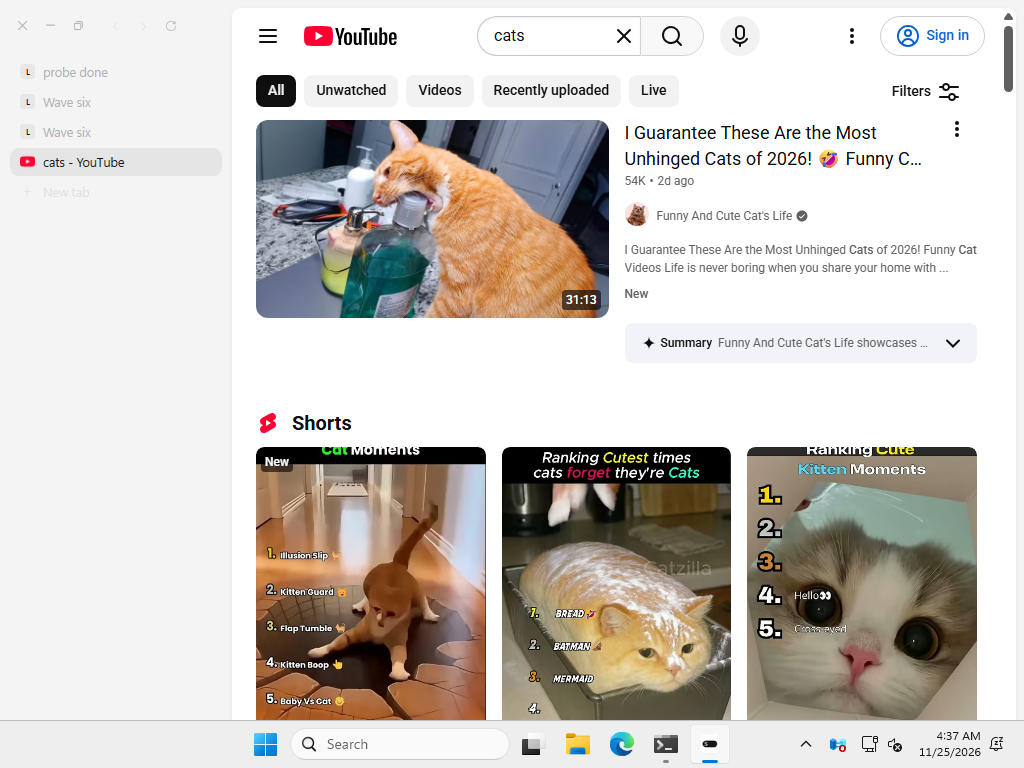 YouTube
cats
Sign in
probe done
Wave six
Wave six
cats - YouTube
New tab
All
Unwatched
Videos
Recently uploaded
Live
Filters
I Guarantee These Are the Most
Unhinged Cats of 2026! 🤣 Funny C...
54K • 2d ago
Funny And Cute Cat's Life
I Guarantee These Are the Most Unhinged Cats of 2026! Funny Cat
Videos Life is never boring when you share your home with ...
New
31:13
Summary Funny And Cute Cat's Life showcases ...
Shorts
Cat Moments
New
1. Illusion Slip
2. Kitten Guard
3. Flap Tumble
4. Kitten Boop
5. Baby Vs Cat
Ranking Cutest times
cats forget they're Cats
Catzilla
1. BREAD
2. BATMAN
3. MERMAID
4.
Ranking Cute
Kitten Moments
1.
2.
3.
4. Hello
5. Cross-eyed
Search
4:37 AM
11/25/2026